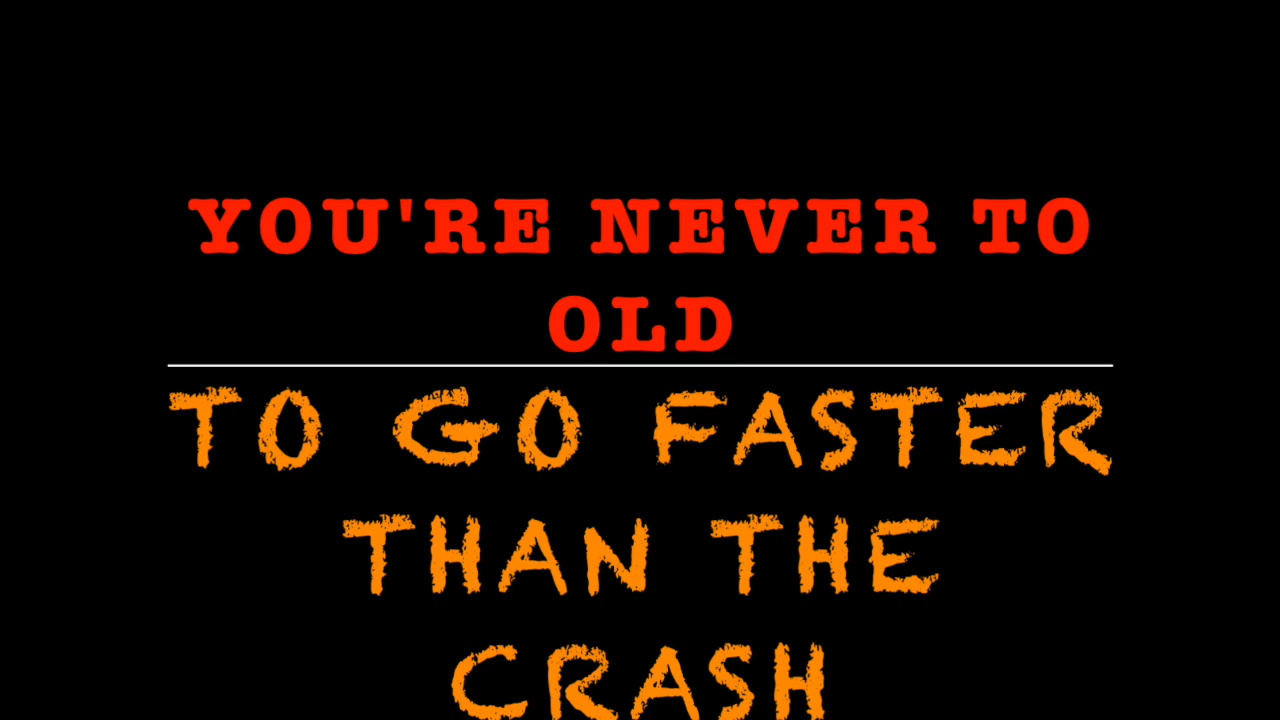 YOU'RE NEVER TO
OLD
TO GO FASTER
THAN THE
CRASH